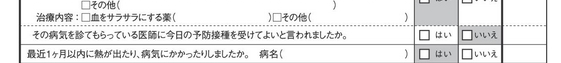 □その他( )
治療内容：□血をサラサラにする薬( )□その他( )
その病気を診てもらっている医師に今日の予防接種を受けてよいと言われましたか。 □ はい □いいえ
最近1ヶ月以内に熱が出たり、病気にかかったりしましたか。 病名( ) □ はい □いいえ